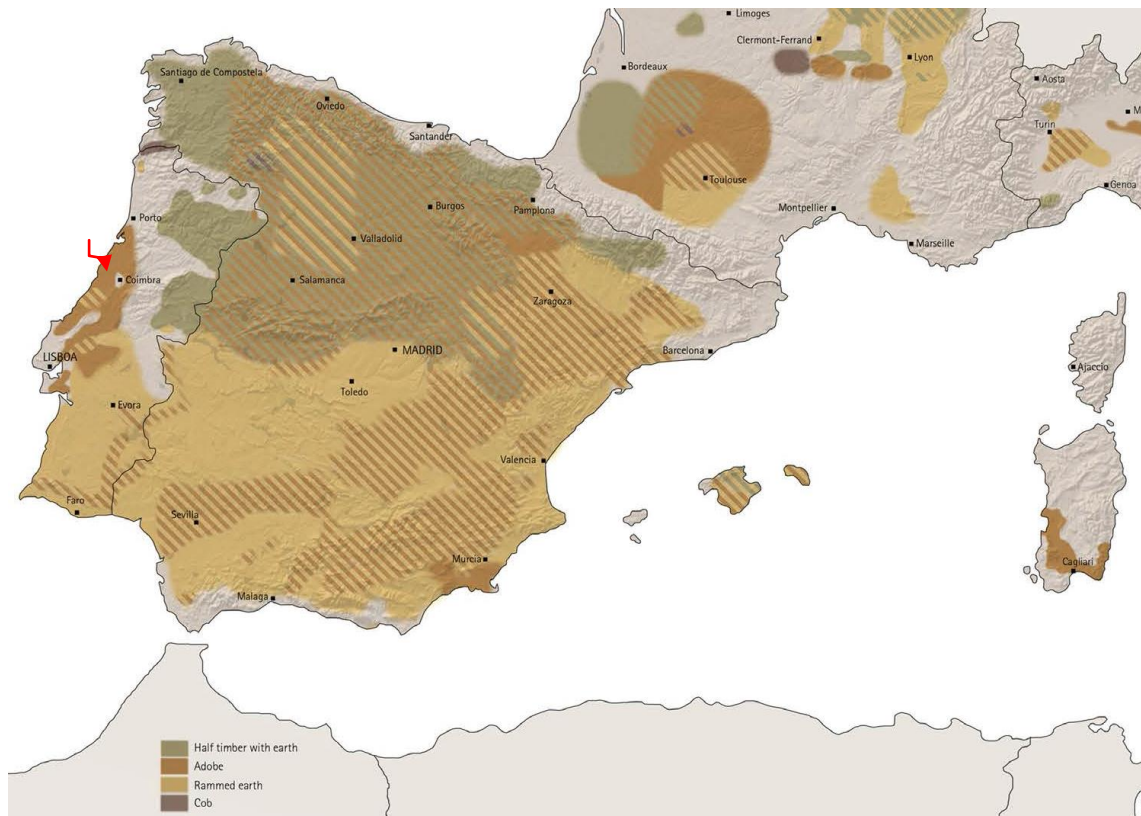 Limoges
Clermont-Ferrand
Lyon
Bordeaux
Santiago de Compostela
Aosta
Oviedo
M
Santander
Turin
Toulouse
Genoa
Burgos
Pamplona
Montpellier
Porto
Valladolid
Marseille
Coimbra
Salamanca
Zaragoza
MADRID
Barcelona
LISBOA
Ajaccio
Toledo
Evora
Valencia
Faro
Sevilla
Murcia
Cagliari
Malaga
Half timber with earth
Adobe
Rammed earth
Cob